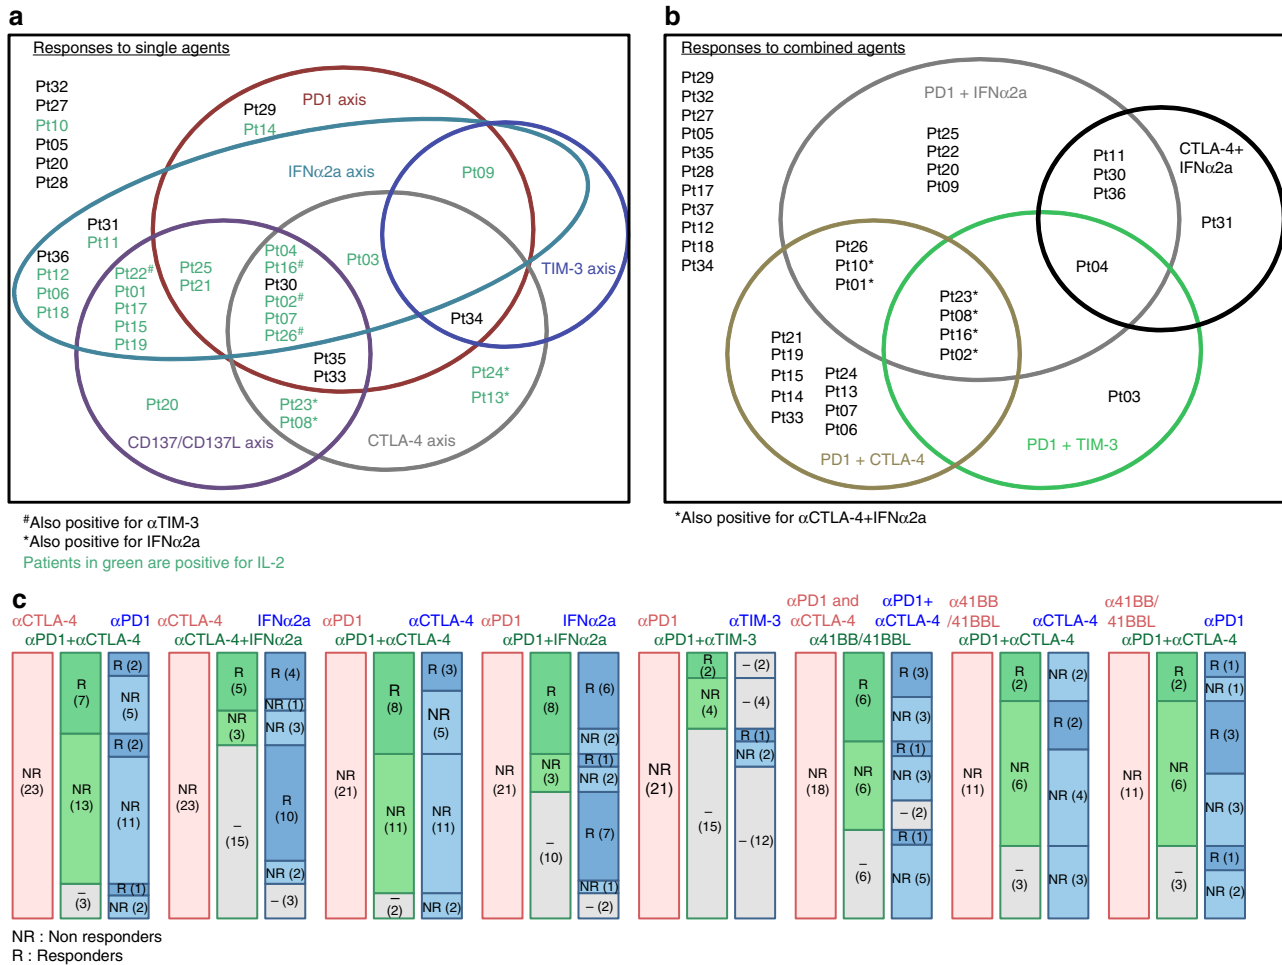 a
Responses to single agents
Pt32
Pt27
Pt10
Pt05
Pt20
Pt28
PD1 axis
Pt29
Pt14
IFNα2a axis
Pt09
TIM-3 axis
Pt31
Pt11
Pt36
Pt12
Pt06
Pt18
Pt22#
Pt01
Pt17
Pt15
Pt19
Pt25
Pt21
Pt04
Pt16#
Pt30
Pt02#
Pt07
Pt26#
Pt03
Pt34
Pt35
Pt33
Pt24*
Pt13*
Pt20
Pt23*
Pt08*
CD137/CD137L axis
CTLA-4 axis
#Also positive for αTIM-3
*Also positive for IFNα2a
Patients in green are positive for IL-2
b
Responses to combined agents
Pt29
Pt32
Pt27
Pt05
Pt35
Pt28
Pt17
Pt37
Pt12
Pt18
Pt34
PD1 + IFNα2a
Pt25
Pt22
Pt20
Pt09
Pt11
Pt30
Pt36
CTLA-4+
IFNα2a
Pt31
Pt26
Pt10*
Pt01*
Pt04
Pt23*
Pt08*
Pt16*
Pt02*
Pt21
Pt19
Pt15
Pt14
Pt33
Pt24
Pt13
Pt07
Pt06
Pt03
PD1 + CTLA-4
PD1 + TIM-3
*Also positive for αCTLA-4+IFNα2a
c
αCTLA-4 αPD1
αPD1+αCTLA-4
NR
(23)
R
(7)
NR
(13)
–
(3)
R (2)
NR
(5)
R (2)
NR
(11)
R (1)
NR (2)
αCTLA-4 IFNα2a
αCTLA-4+IFNα2a
NR
(23)
R
(5)
NR
(3)
–
(15)
R (4)
NR (1)
NR (3)
R
(10)
NR (2)
– (3)
αPD1 αCTLA-4
αPD1+αCTLA-4
NR
(21)
R
(8)
NR
(11)
–
(2)
R (3)
NR
(5)
NR
(11)
NR (2)
αPD1 IFNα2a
αPD1+IFNα2a
NR
(21)
R
(8)
NR
(3)
–
(10)
R (6)
NR (2)
R (1)
NR (2)
R (7)
NR (1)
– (2)
αPD1 αTIM-3
αPD1+αTIM-3
NR
(21)
R
(2)
NR
(4)
–
(15)
– (2)
– (4)
R (1)
NR (2)
– (12)
αPD1 and
αCTLA-4
αPD1+
αCTLA-4
α41BB/41BBL
NR
(18)
R
(6)
NR
(6)
–
(6)
R (3)
NR (3)
R (1)
NR (3)
– (2)
R (1)
NR (5)
α41BB
/41BBL
αCTLA-4
αPD1+αCTLA-4
NR
(11)
R
(2)
NR
(6)
–
(3)
NR (2)
R (2)
NR (4)
NR (3)
α41BB/
41BBL
αPD1
αPD1+αCTLA-4
NR
(11)
R
(2)
NR
(6)
–
(3)
R (1)
NR (1)
R (3)
NR (3)
R (1)
NR (2)
NR : Non responders
R : Responders